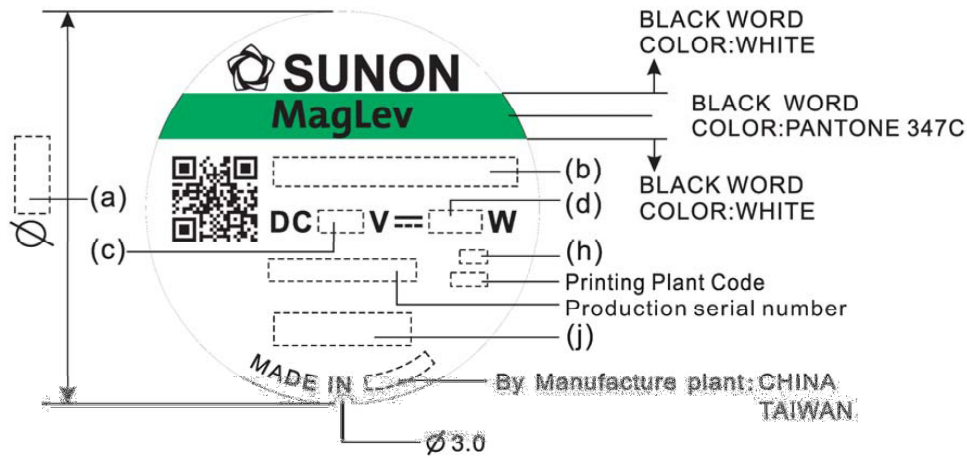 BLACK WORD
COLOR:WHITE
SUNON
MagLev
BLACK WORD
COLOR:PANTONE 347C
(a)
(b)
BLACK WORD
COLOR:WHITE
(d)
DC V W
Ø
(c)
(h)
Printing Plant Code
Production serial number
(j)
MADE IN
By Manufacture plant: CHINA
TAIWAN
Ø3.0